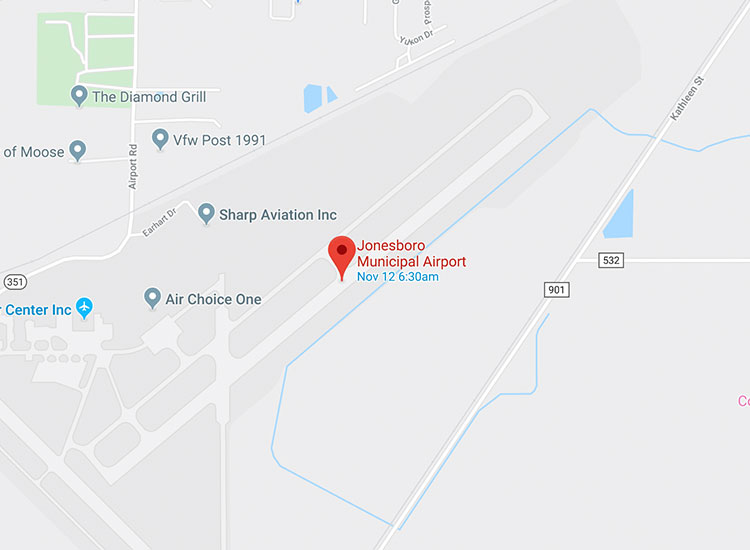 Yukon Dr
Prosp
G
The Diamond Grill
Kathleen St
Vfw Post 1991
of Moose
Airport Rd
Earhart Dr
Sharp Aviation Inc
Jonesboro
Municipal Airport
Nov 12 6:30am
532
351
901
Air Choice One
r Center Inc
Co